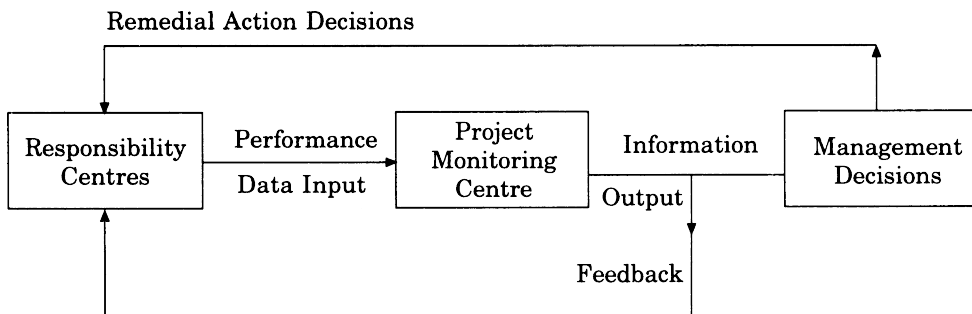 Remedial Action Decisions
Responsibility
Centres
Performance
Data Input
Project
Monitoring
Centre
Information
Output
Management
Decisions
Feedback